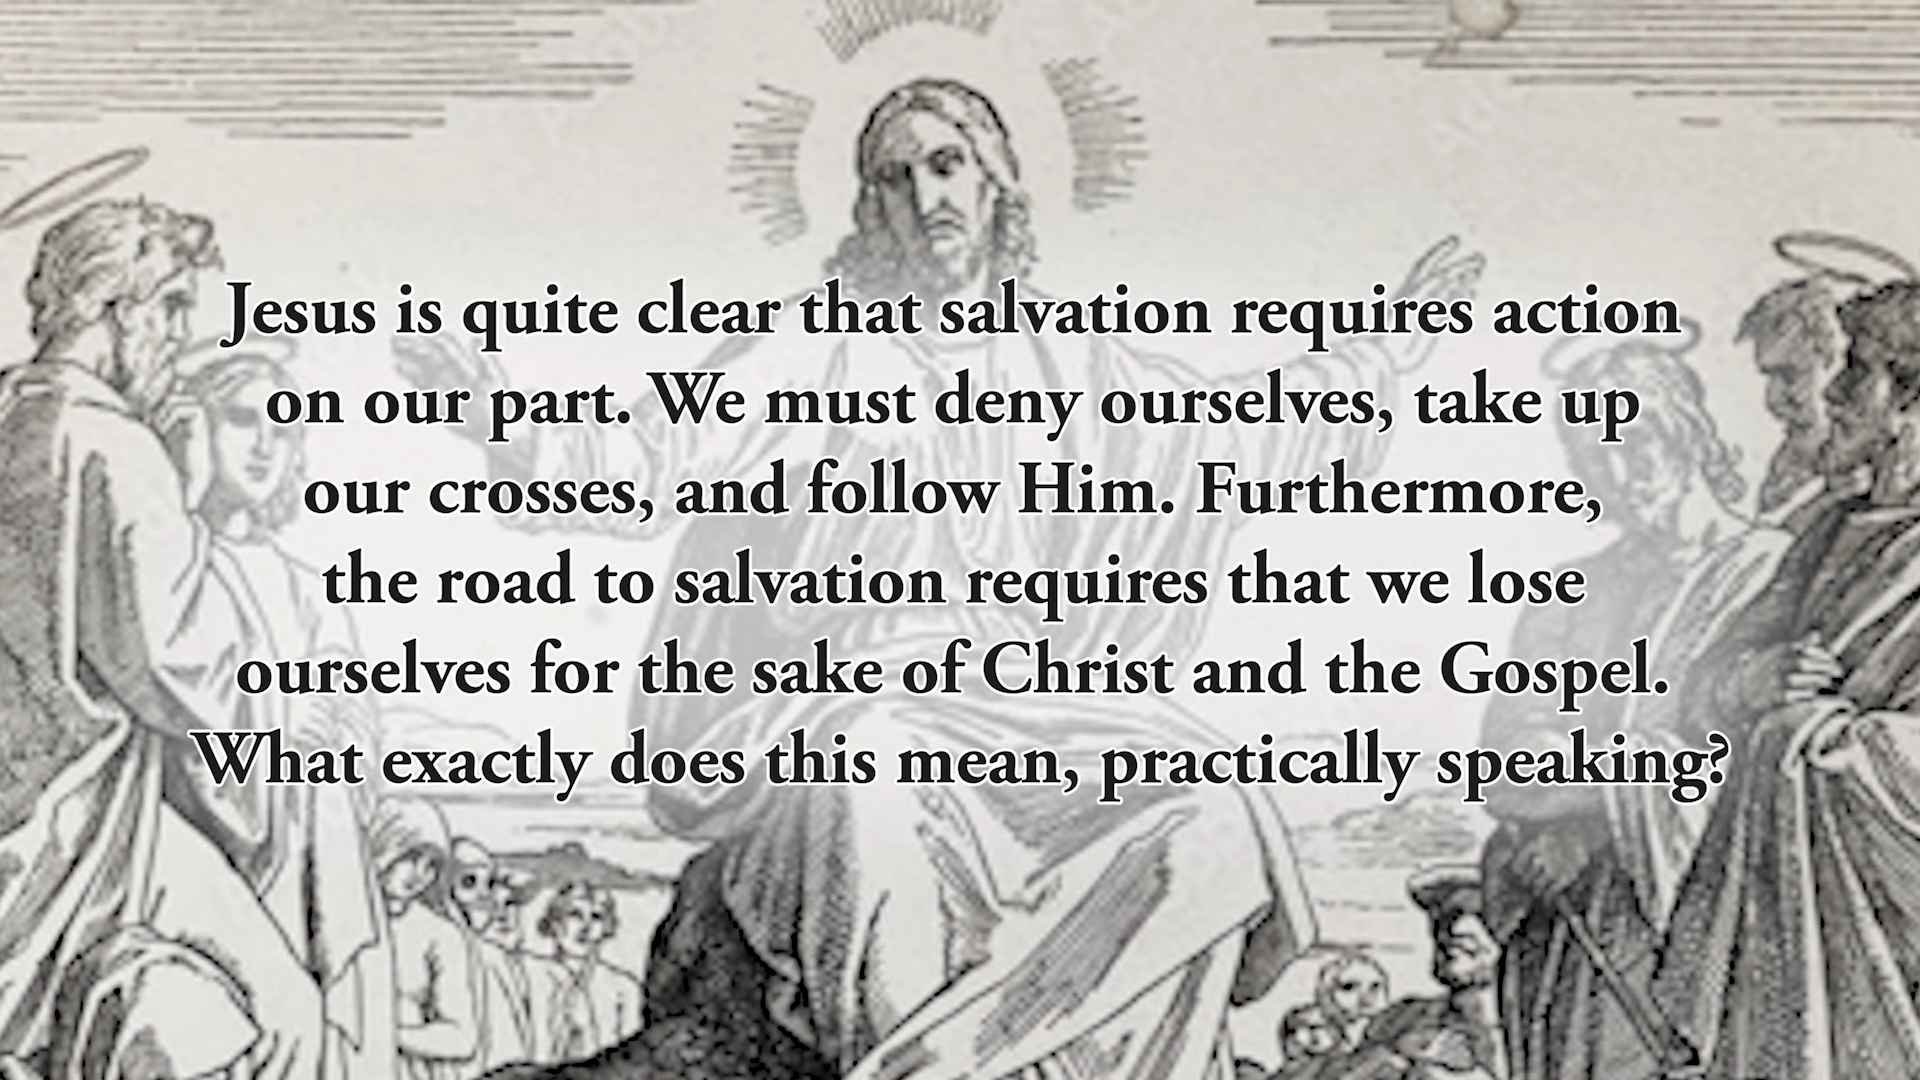 Jesus is quite clear that salvation requires action
on our part. We must deny ourselves, take up
our crosses, and follow Him. Furthermore,
the road to salvation requires that we lose
ourselves for the sake of Christ and the Gospel.
What exactly does this mean, practically speaking?